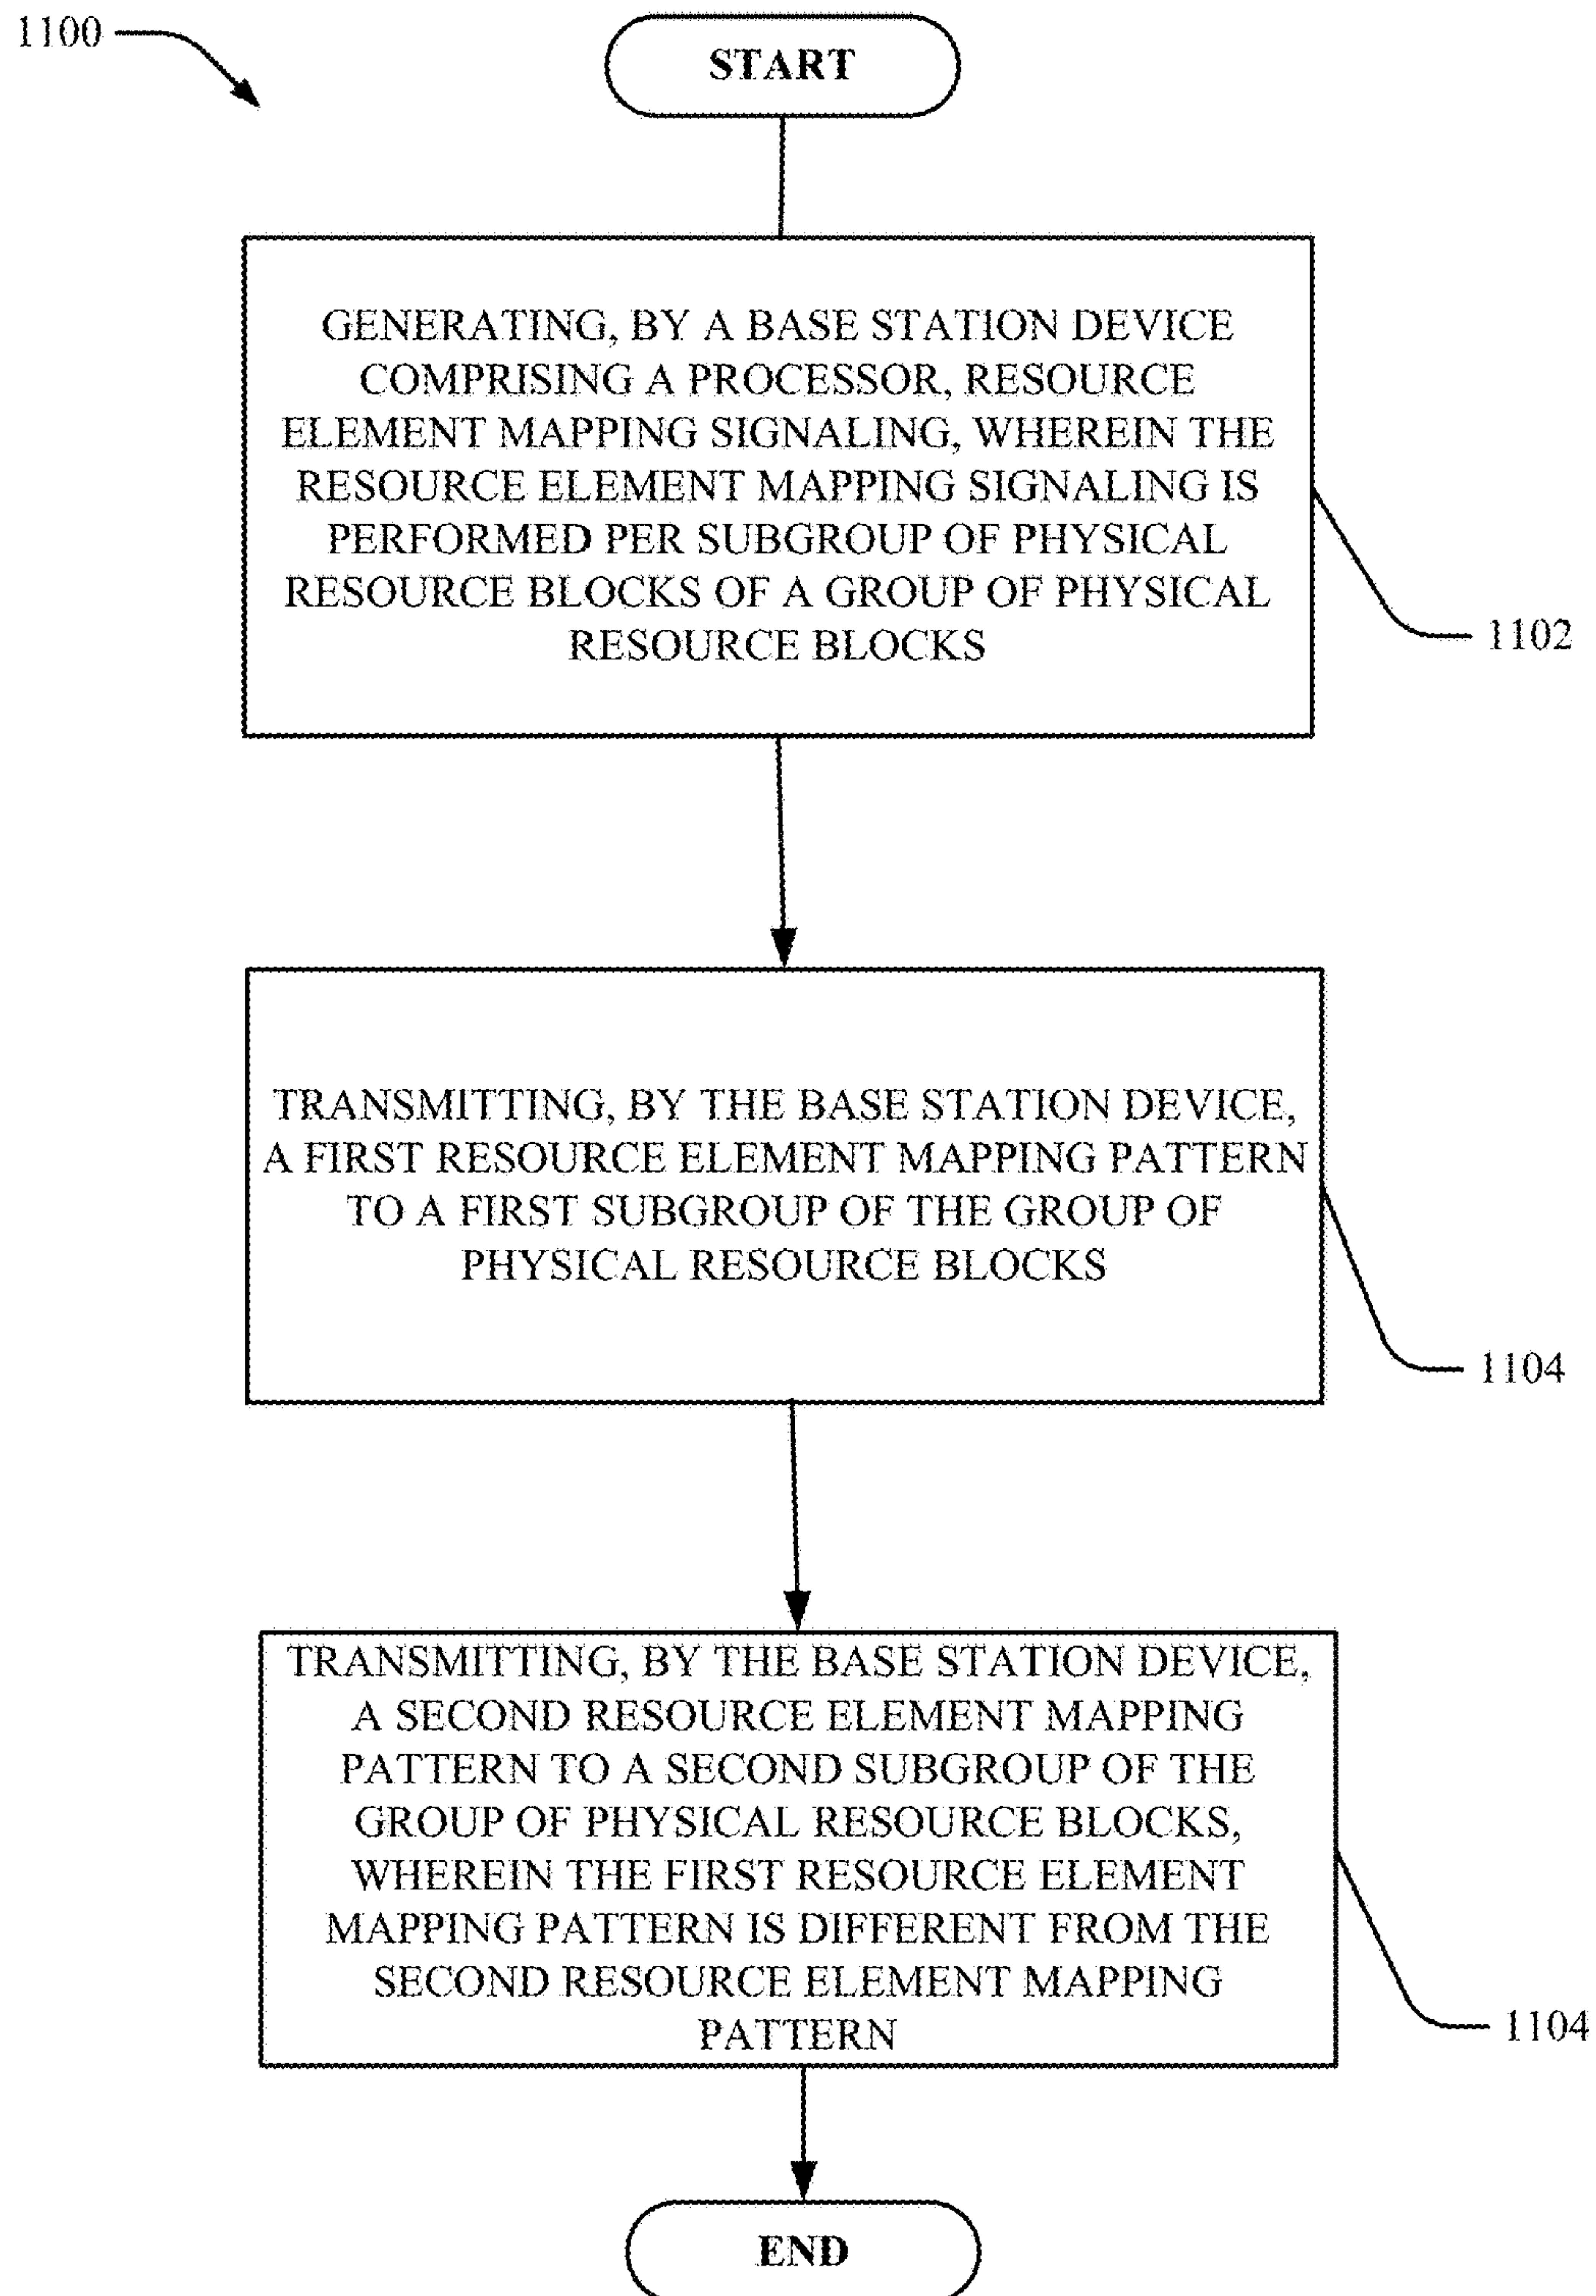 1100
START
GENERATING, BY A BASE STATION DEVICE
COMPRISING A PROCESSOR, RESOURCE
ELEMENT MAPPING SIGNALING, WHEREIN THE
RESOURCE ELEMENT MAPPING SIGNALING IS
PERFORMED PER SUBGROUP OF PHYSICAL
RESOURCE BLOCKS OF A GROUP OF PHYSICAL
RESOURCE BLOCKS
1102
TRANSMITTING, BY THE BASE STATION DEVICE,
A FIRST RESOURCE ELEMENT MAPPING PATTERN
TO A FIRST SUBGROUP OF THE GROUP OF
PHYSICAL RESOURCE BLOCKS
1104
TRANSMITTING, BY THE BASE STATION DEVICE,
A SECOND RESOURCE ELEMENT MAPPING
PATTERN TO A SECOND SUBGROUP OF THE
GROUP OF PHYSICAL RESOURCE BLOCKS,
WHEREIN THE FIRST RESOURCE ELEMENT
MAPPING PATTERN IS DIFFERENT FROM THE
SECOND RESOURCE ELEMENT MAPPING
PATTERN
1104
END